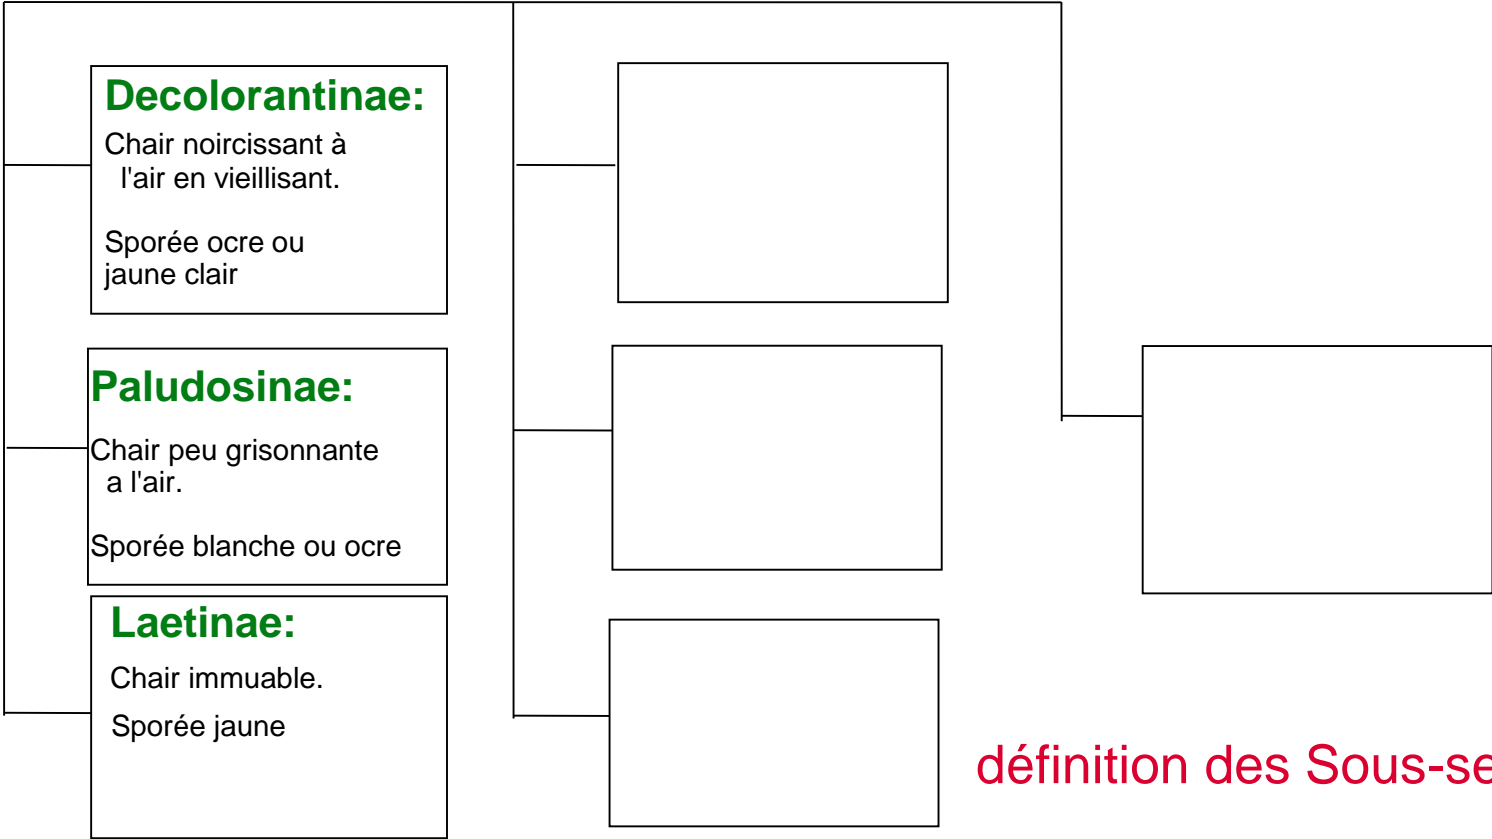 Decolorantinae:
Chair noircissant à
l'air en vieillisant.
Sporée ocre ou
jaune clair
Paludosinae:
Chair peu grisonnante
a l'air.
Sporée blanche ou ocre
Laetinae:
Chair immuable.
Sporée jaune
définition des Sous-se